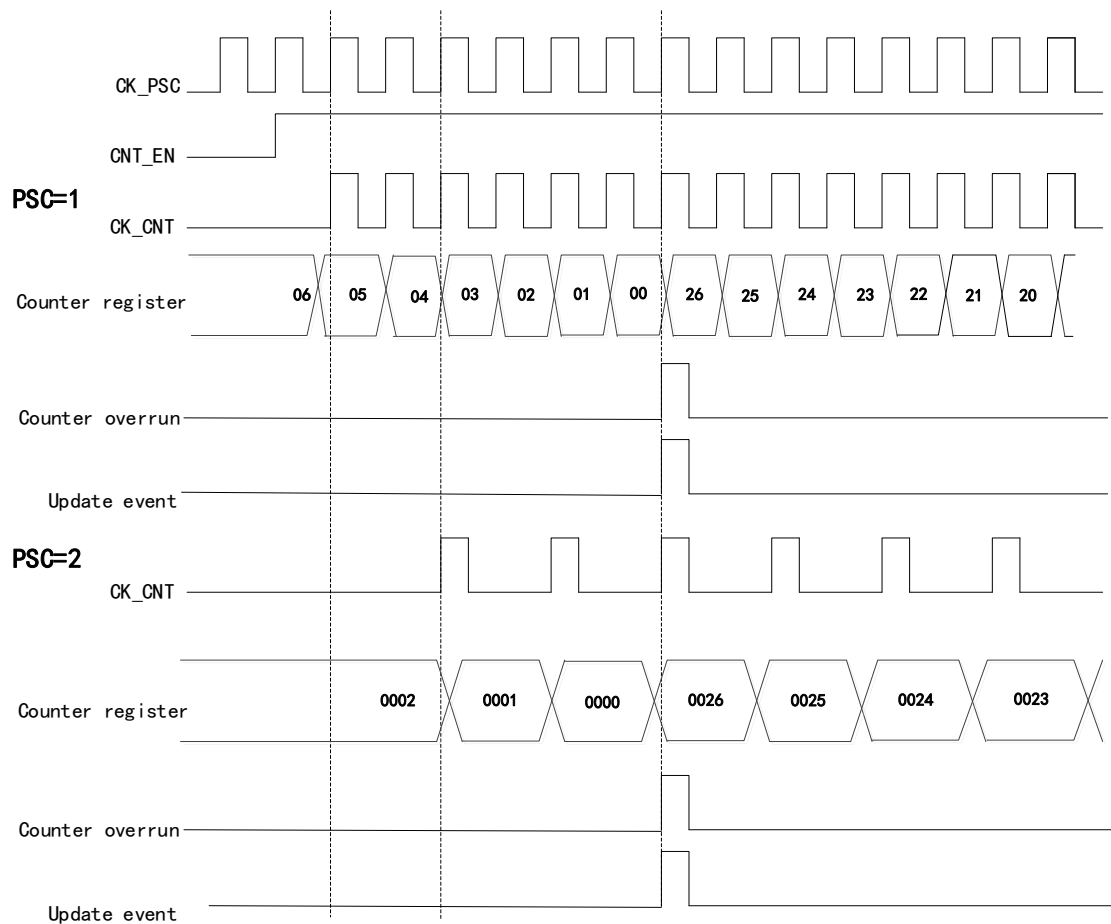 CK_PSC
CNT_EN
PSC=1
CK_CNT
Counter register 06 05 04 03 02 01 00 26 25 24 23 22 21 20
Counter overrun
Update event
PSC=2
CK_CNT
Counter register 0002 0001 0000 0026 0025 0024 0023
Counter overrun
Update event